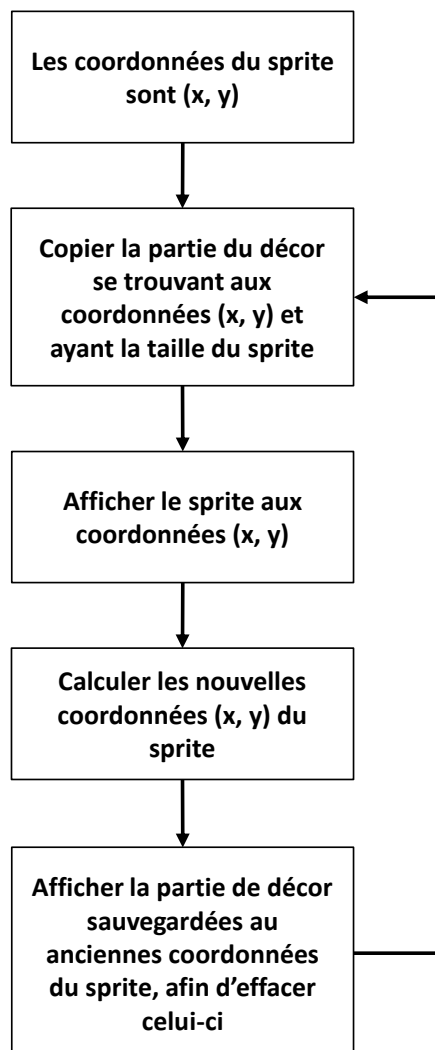 Les coordonnées du sprite
sont (x, y)
Copier la partie du décor
se trouvant aux
coordonnées (x, y) et
ayant la taille du sprite
Afficher le sprite aux
coordonnées (x, y)
Calculer les nouvelles
coordonnées (x, y) du
sprite
Afficher la partie de décor
sauvegardées au
anciennes coordonnées
du sprite, afin d’effacer
celui-ci